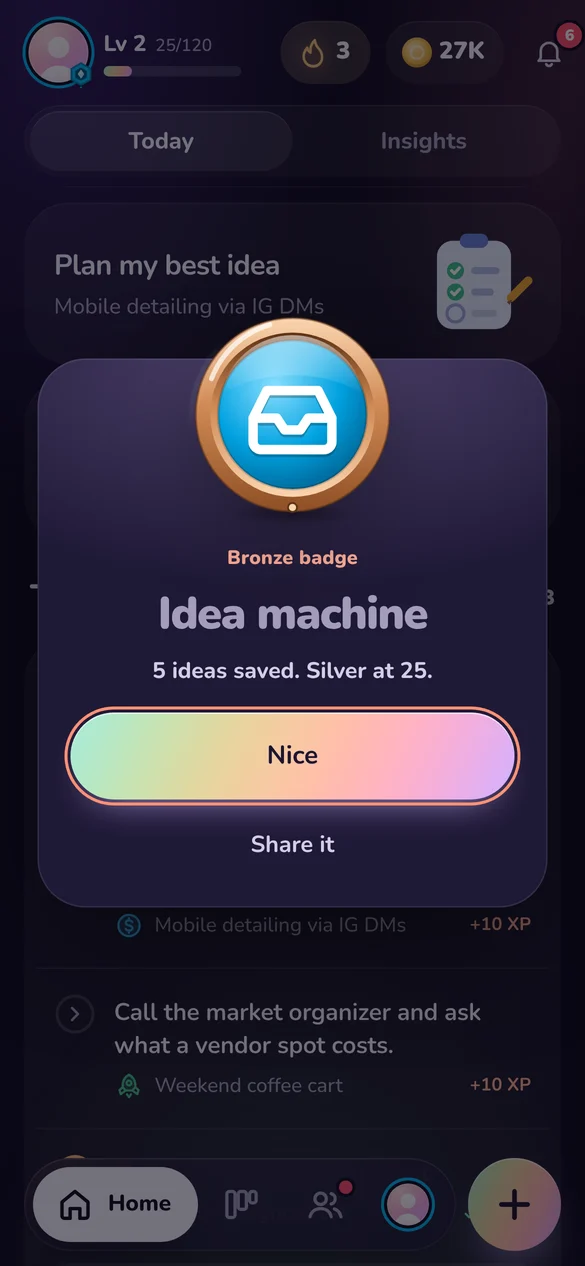 Lv 2 25/120
3
27K
6
Today
Insights
Plan my best idea
Mobile detailing via IG DMs
Bronze badge
Idea machine
5 ideas saved. Silver at 25.
Nice
Share it
Mobile detailing via IG DMs
+10 XP
Call the market organizer and ask
what a vendor spot costs.
Weekend coffee cart
+10 XP
Home